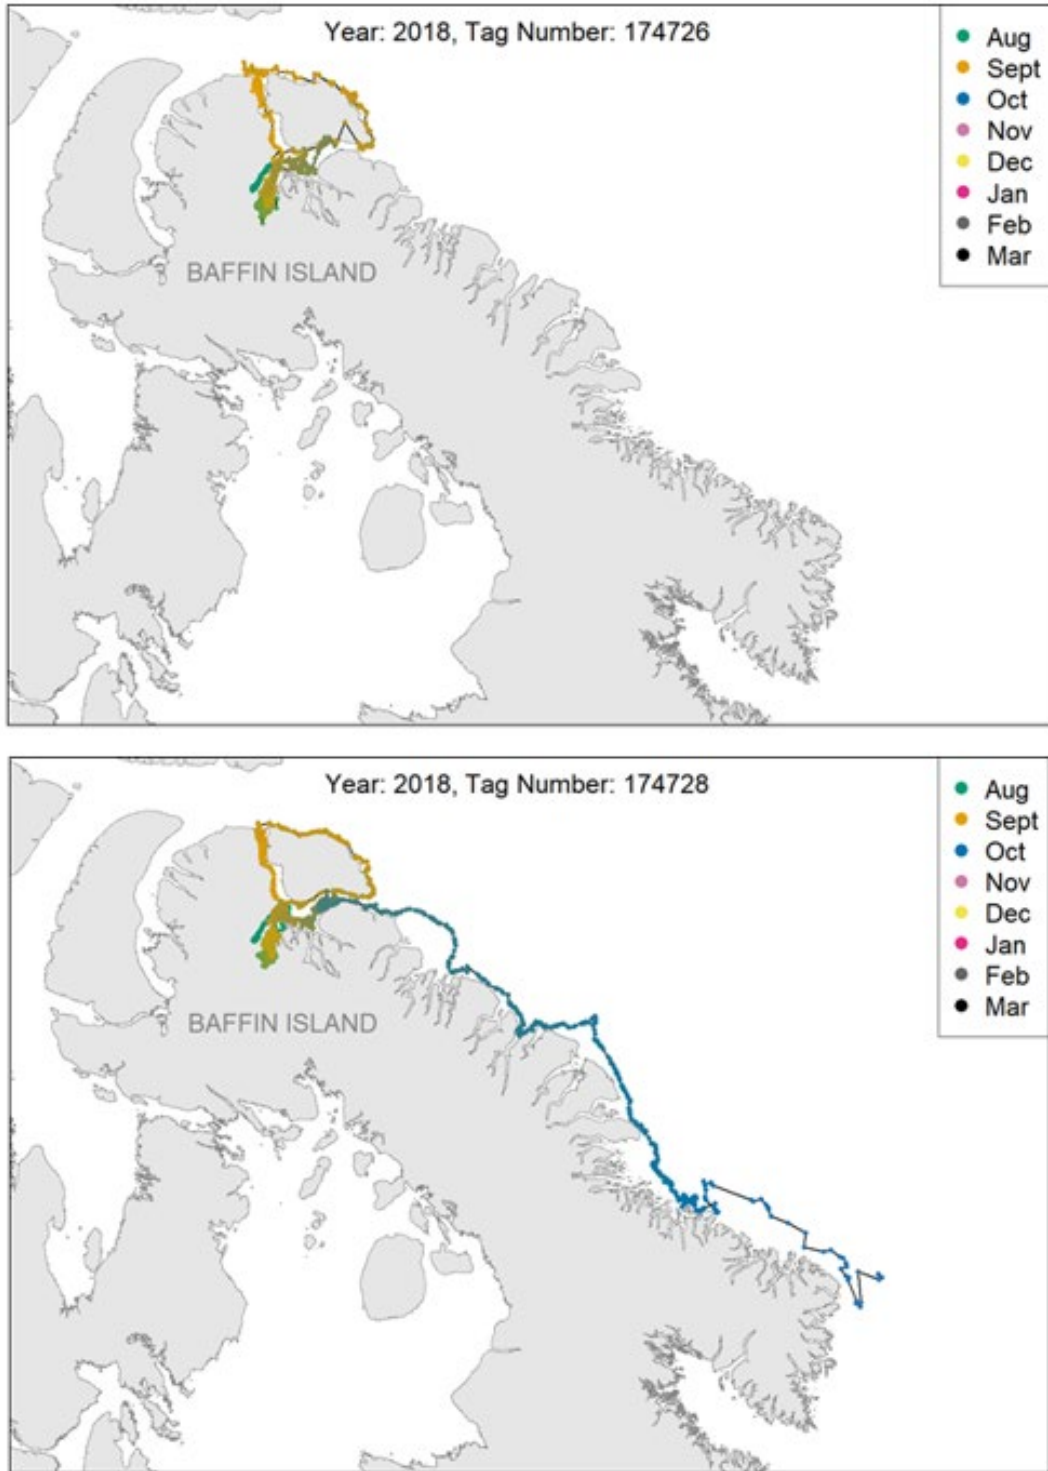 Year: 2018, Tag Number: 174726
Aug
Sept
Oct
Nov
Dec
Jan
Feb
Mar
BAFFIN ISLAND
Year: 2018, Tag Number: 174728
Aug
Sept
Oct
Nov
Dec
Jan
Feb
Mar
BAFFIN ISLAND